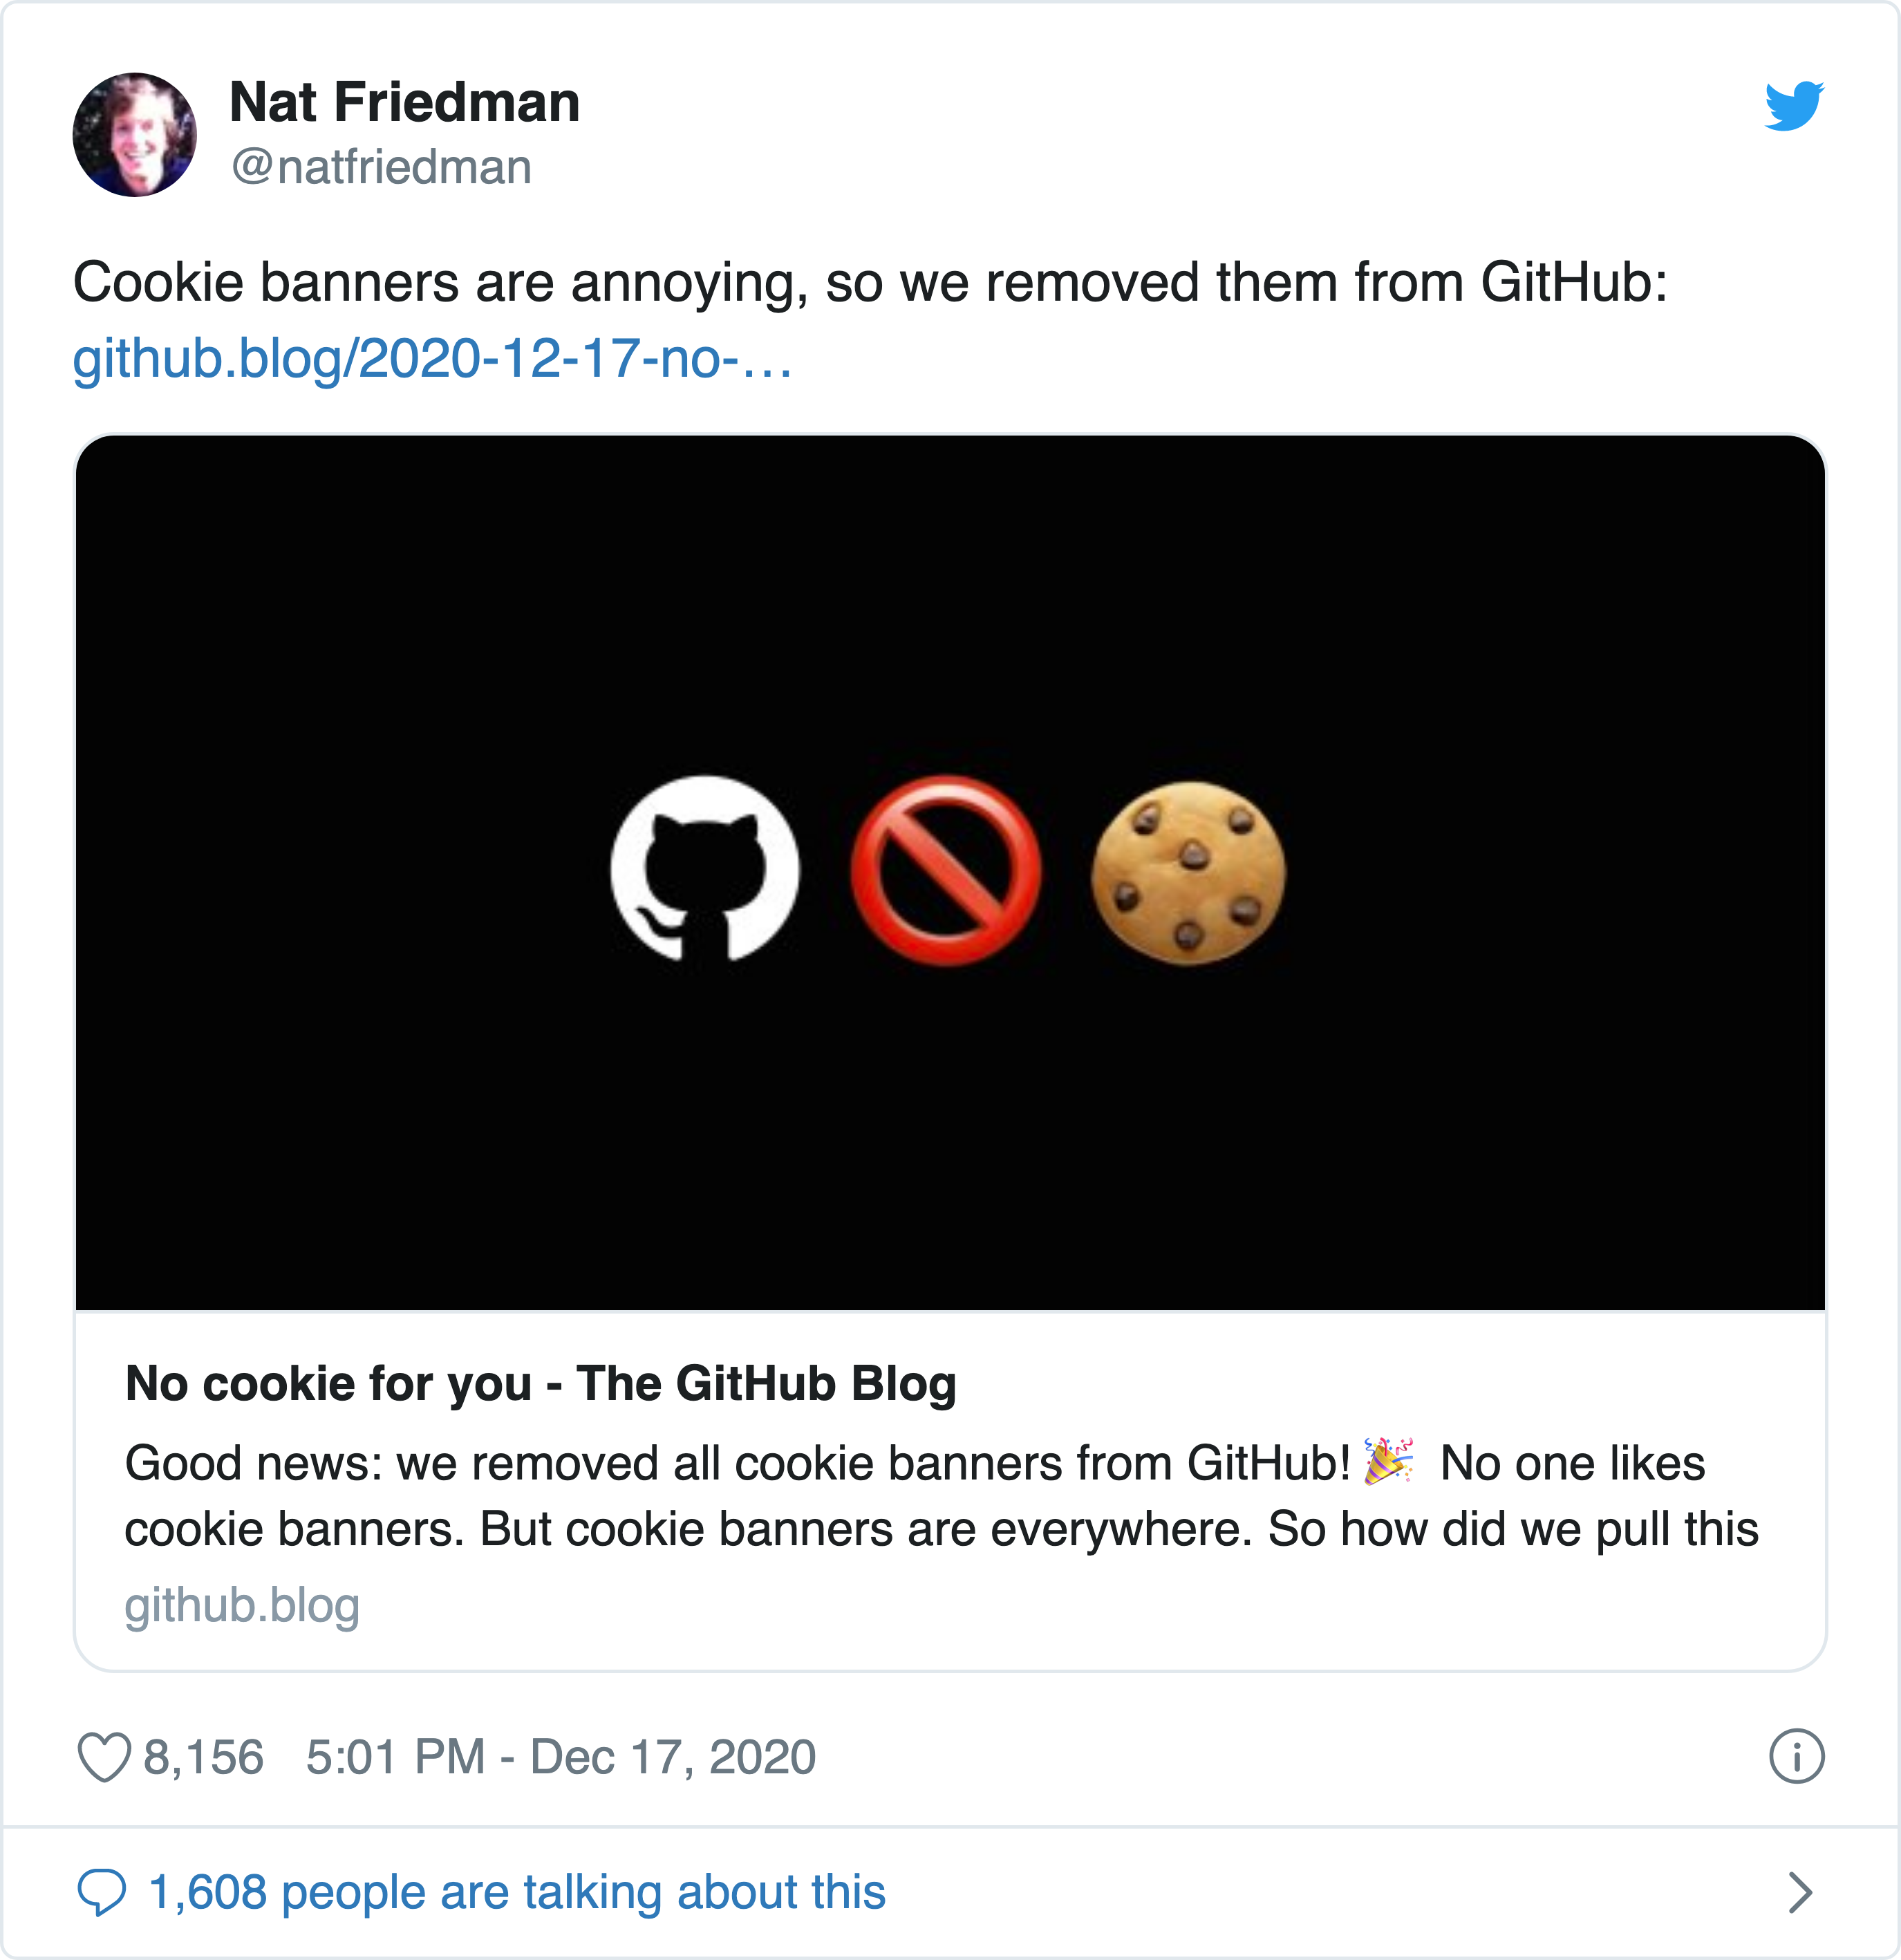 Nat Friedman
@natfriedman
Cookie banners are annoying, so we removed them from GitHub:
github.blog/2020-12-17-no-…
No cookie for you - The GitHub Blog
Good news: we removed all cookie banners from GitHub! 🎉 No one likes
cookie banners. But cookie banners are everywhere. So how did we pull this
github.blog
8,156 5:01 PM - Dec 17, 2020
1,608 people are talking about this